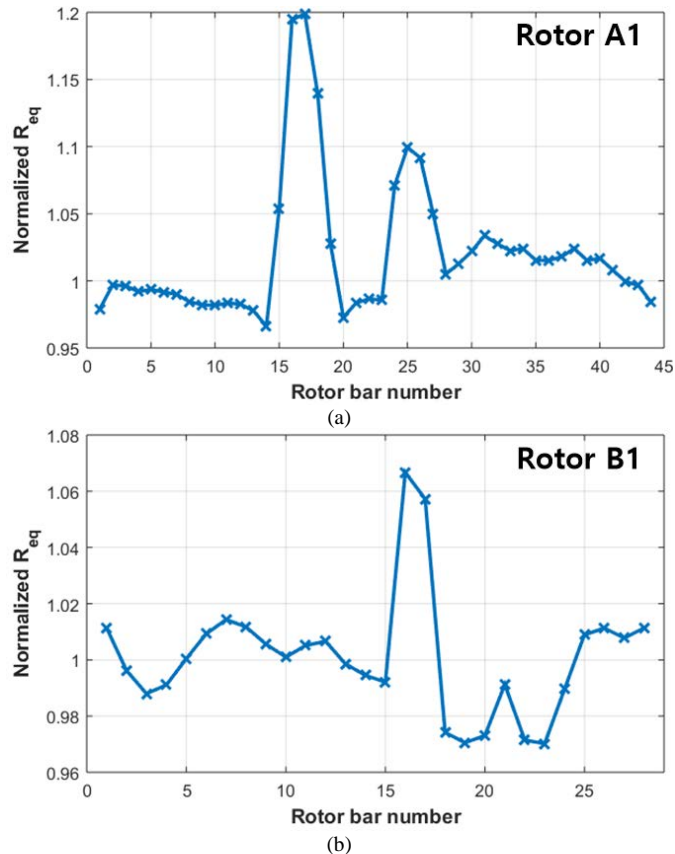 Rotor A1
Normalized R_eq
1.2
1.15
1.1
1.05
1
0.95
0 5 10 15 20 25 30 35 40 45
Rotor bar number
(a)
Rotor B1
Normalized R_eq
1.08
1.06
1.04
1.02
1
0.98
0.96
0 5 10 15 20 25
Rotor bar number
(b)